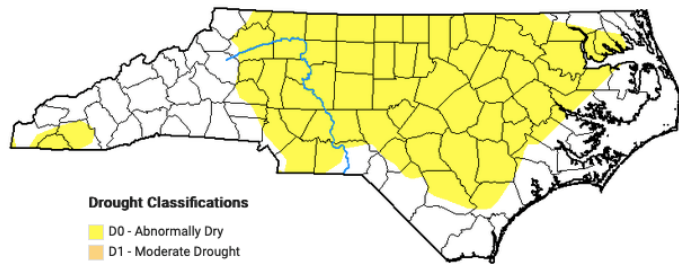 Drought Classifications
D0 - Abnormally Dry
D1 - Moderate Drought